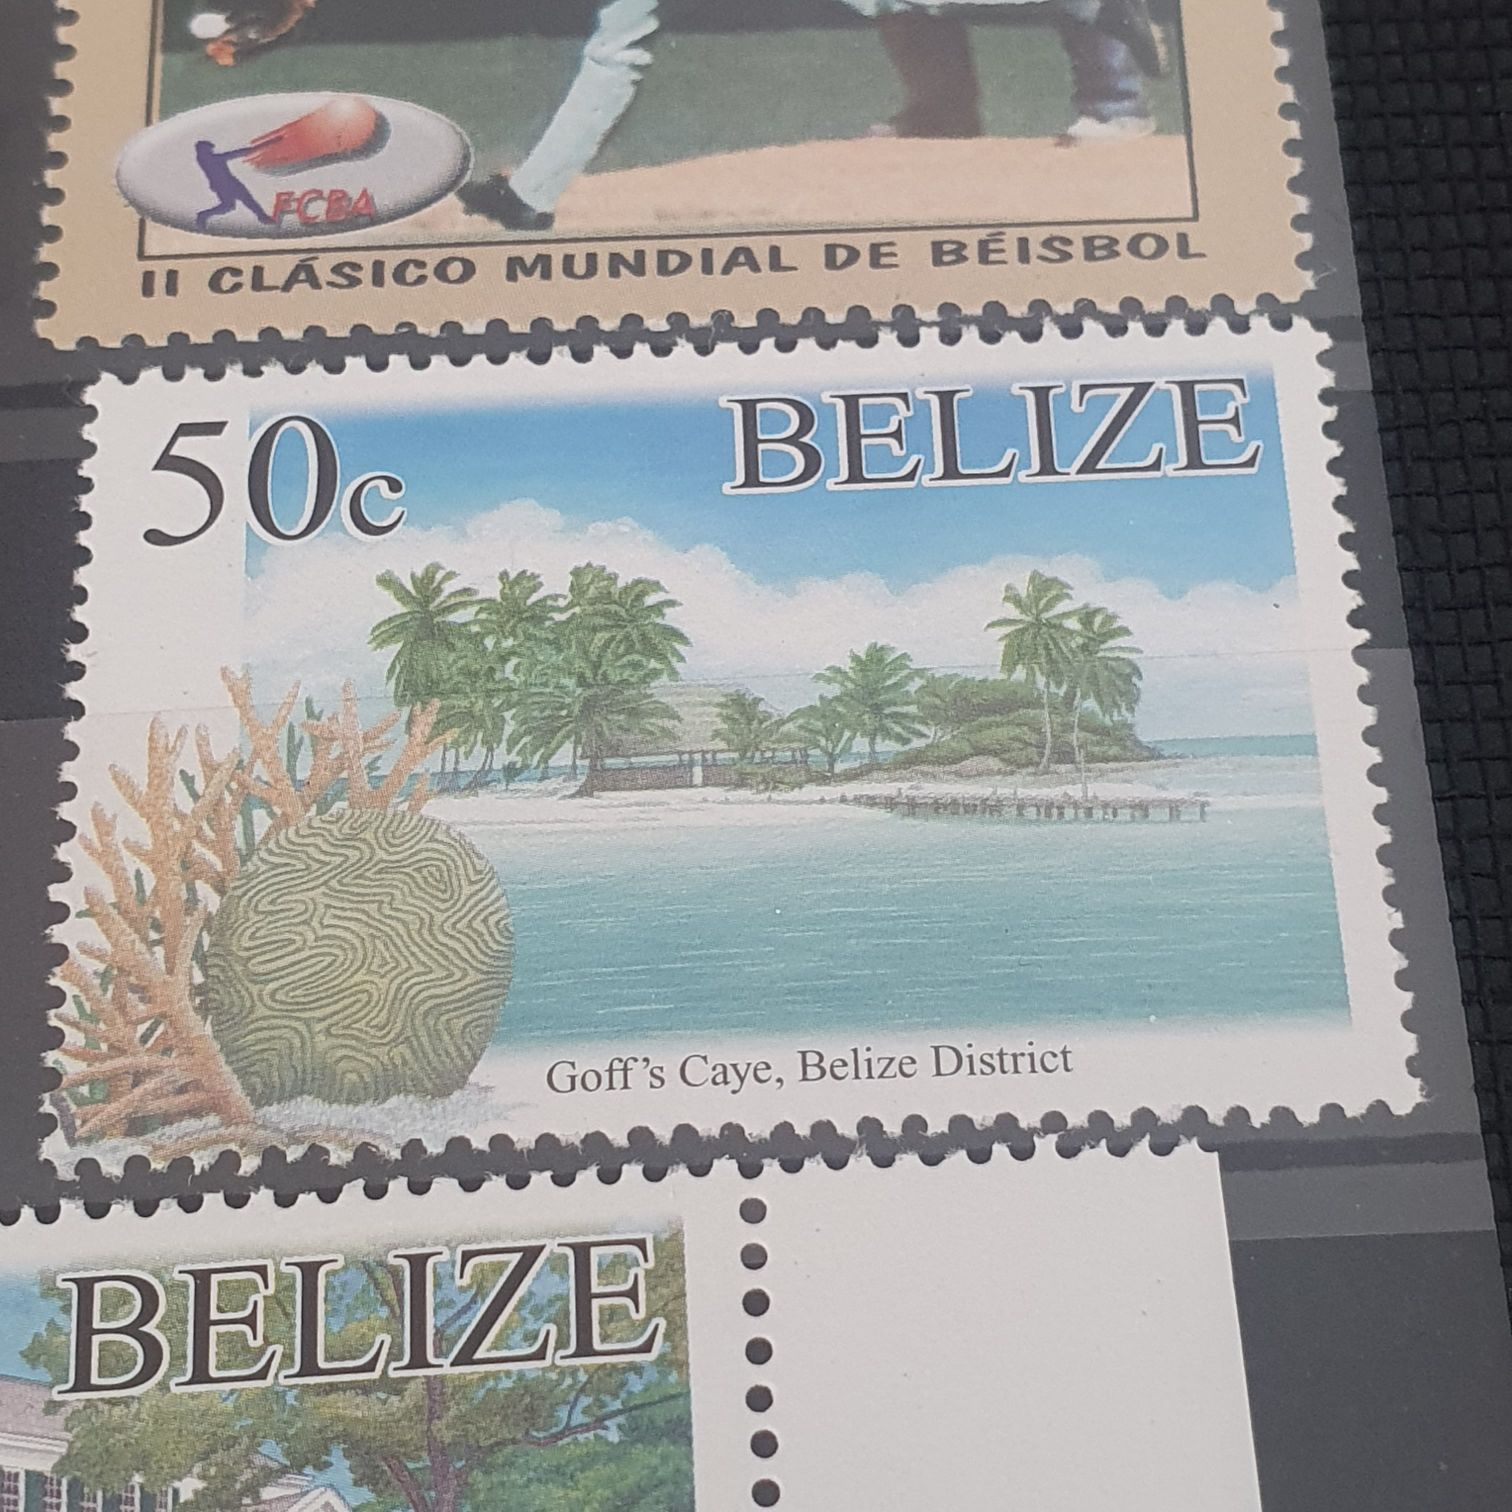 FCBA
II CLÁSICO MUNDIAL DE BÉISBOL
50c
BELIZE
Goff's Caye, Belize District
BELIZE